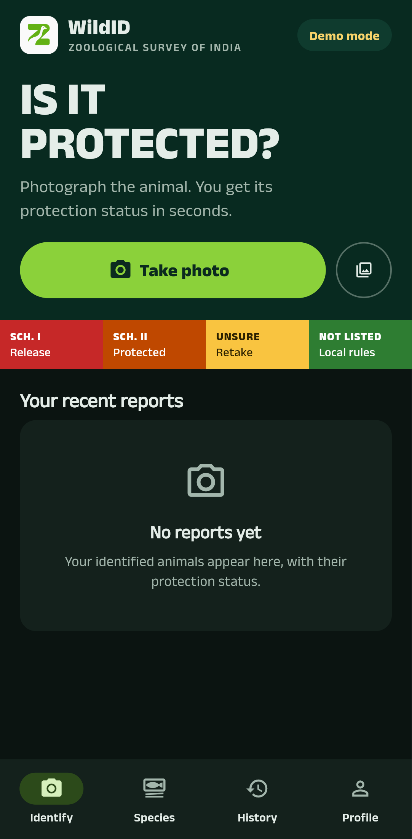 WildID
ZOOLOGICAL SURVEY OF INDIA
Demo mode
IS IT
PROTECTED?
Photograph the animal. You get its
protection status in seconds.
Take photo
SCH. I
Release
SCH. II
Protected
UNSURE
Retake
NOT LISTED
Local rules
Your recent reports
No reports yet
Your identified animals appear here, with their
protection status.
Identify
Species
History
Profile